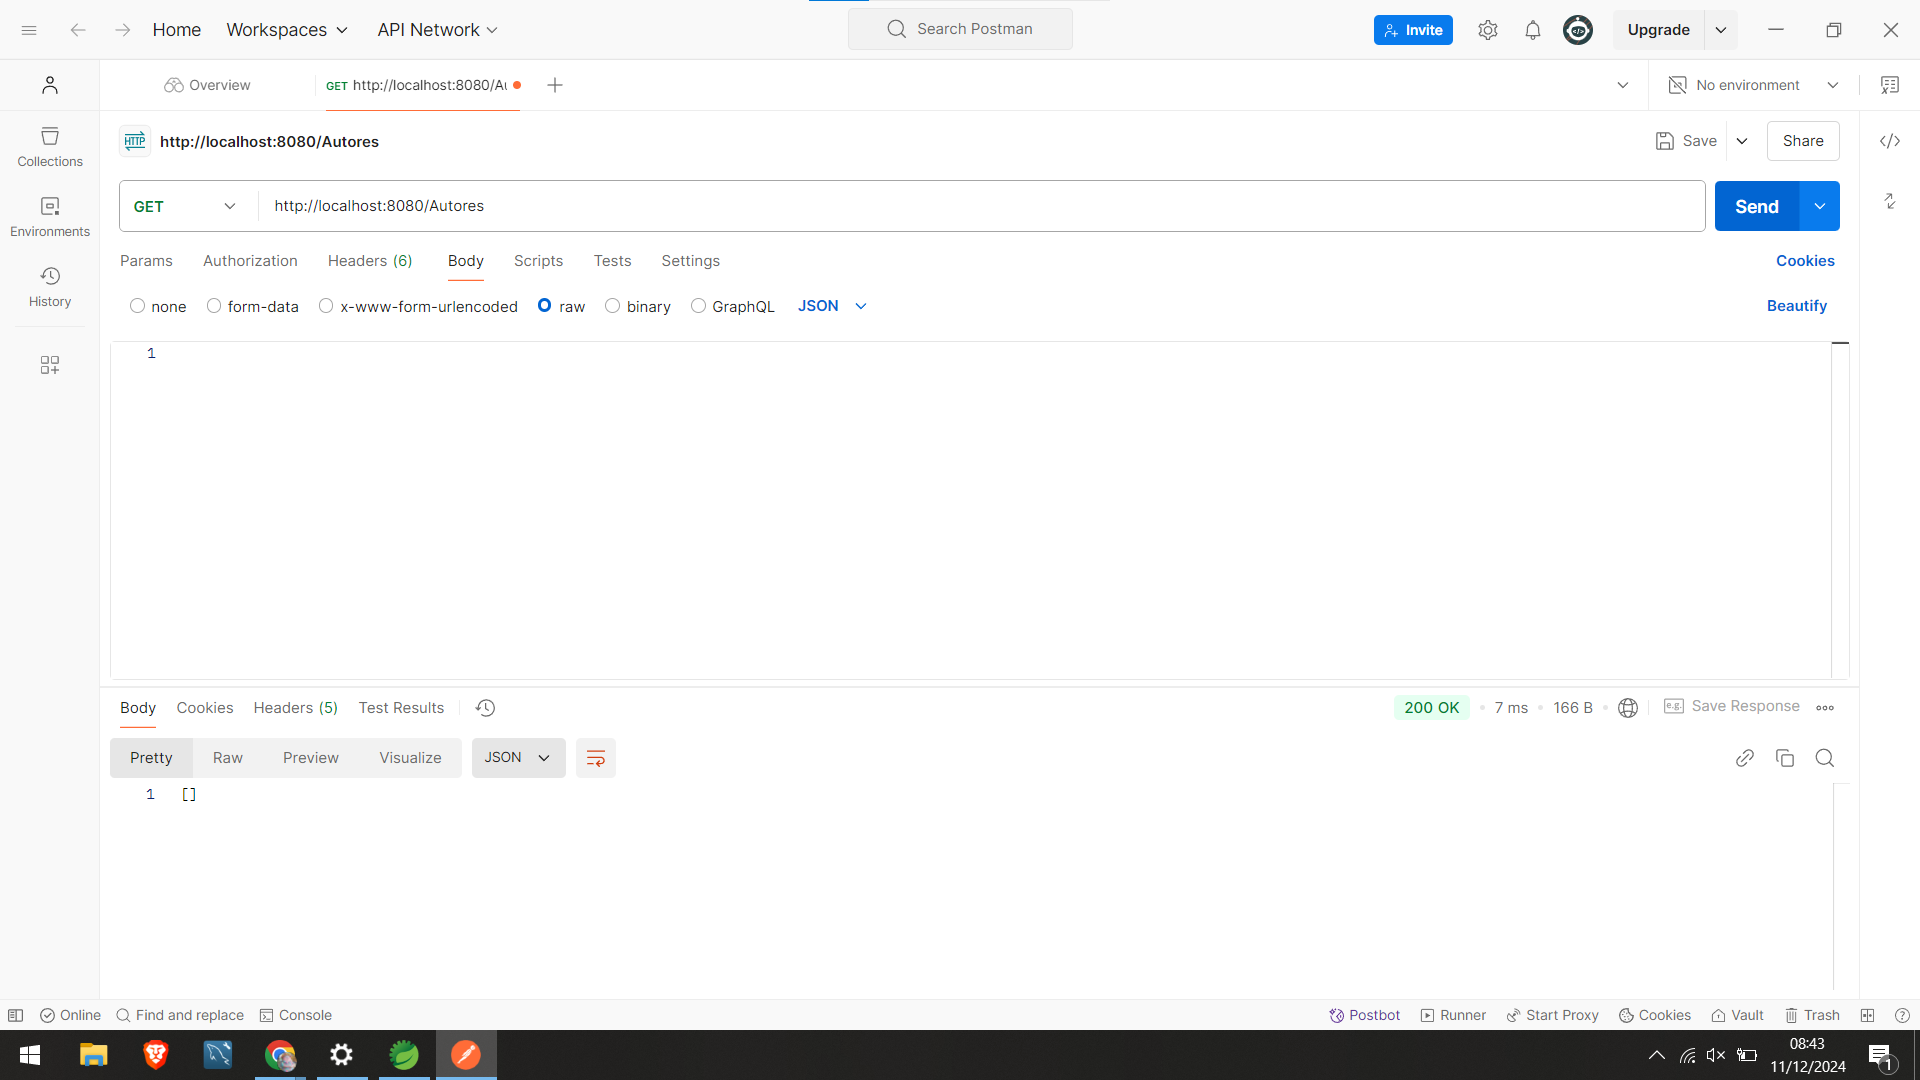 Home Workspaces API Network Search Postman Invite Upgrade
Overview GET http://localhost:8080/Au No environment
HTTP http://localhost:8080/Autores Save Share
Collections
GET http://localhost:8080/Autores Send
Environments
Params Authorization Headers (6) Body Scripts Tests Settings Cookies
History
none form-data x-www-form-urlencoded raw binary GraphQL JSON Beautify
1
Body Cookies Headers (5) Test Results 200 OK • 7 ms • 166 B • e.g. Save Response
Pretty Raw Preview Visualize JSON
1 []
Online Find and replace Console Postbot Runner Start Proxy Cookies Vault Trash
08:43
11/12/2024
1